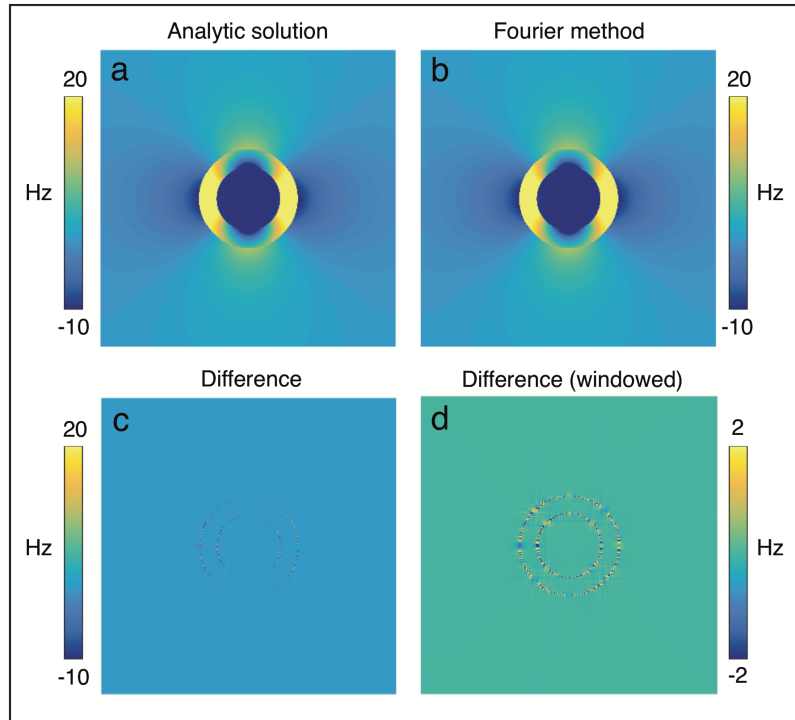 Analytic solution
Fourier method
a
b
20
20
Hz
Hz
-10
-10
Difference
Difference (windowed)
c
d
20
2
Hz
Hz
-10
-2